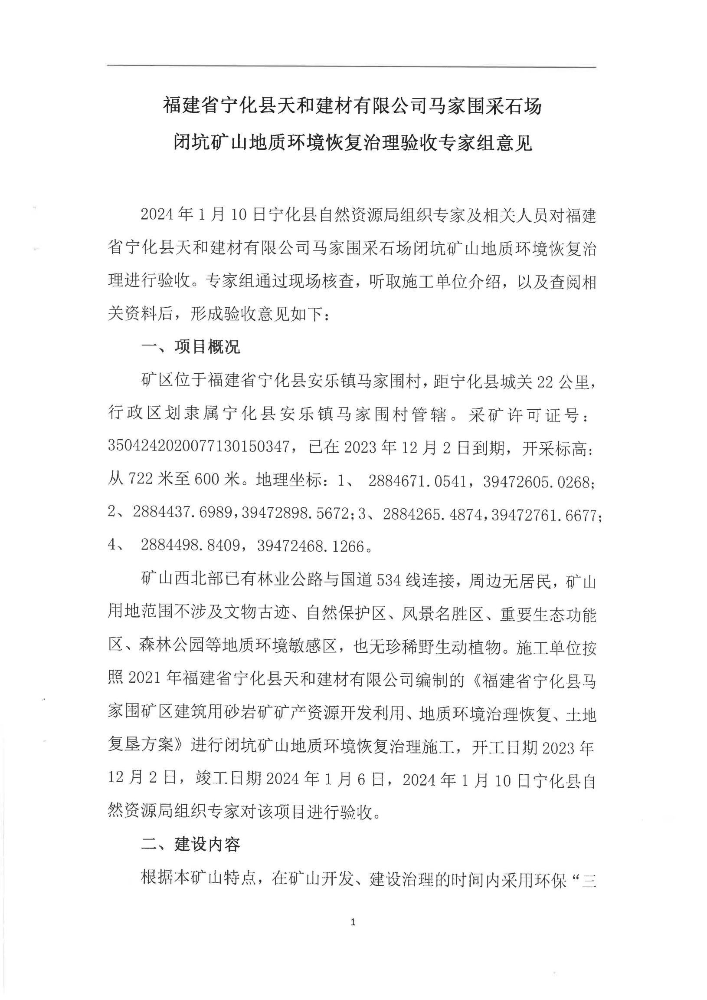 福建省宁化县天和建材有限公司马家围采石场
闭坑矿山地质环境恢复治理验收专家组意见
2024年1月10日宁化县自然资源局组织专家及相关人员对福建
省宁化县天和建材有限公司马家围采石场闭坑矿山地质环境恢复治
理进行验收。专家组通过现场核查，听取施工单位介绍，以及查阅相
关资料后，形成验收意见如下：
一、项目概况
矿区位于福建省宁化县安乐镇马家围村，距宁化县城关22公里，
行政区划隶属宁化县安乐镇马家围村管辖。采矿许可证号：
3504242020077130150347，已在2023年12月2日到期，开采标高：
从722米至600米。地理坐标：1、 2884671.0541，39472605.0268；
2、2884437.6989,39472898.5672;3、2884265.4874,39472761.6677;
4、 2884498.8409，39472468.1266。
矿山西北部已有林业公路与国道534线连接，周边无居民，矿山
用地范围不涉及文物古迹、自然保护区、风景名胜区、重要生态功能
区、森林公园等地质环境敏感区，也无珍稀野生动植物。施工单位按
照2021年福建省宁化县天和建材有限公司编制的《福建省宁化县马
家围矿区建筑用砂岩矿矿产资源开发利用、地质环境治理恢复、土地
复垦方案》进行闭坑矿山地质环境恢复治理施工，开工日期2023年
12月2日，竣工日期2024年1月6日，2024年1月10日宁化县自
然资源局组织专家对该项目进行验收。
二、建设内容
根据本矿山特点，在矿山开发、建设治理的时间内采用环保“三
1